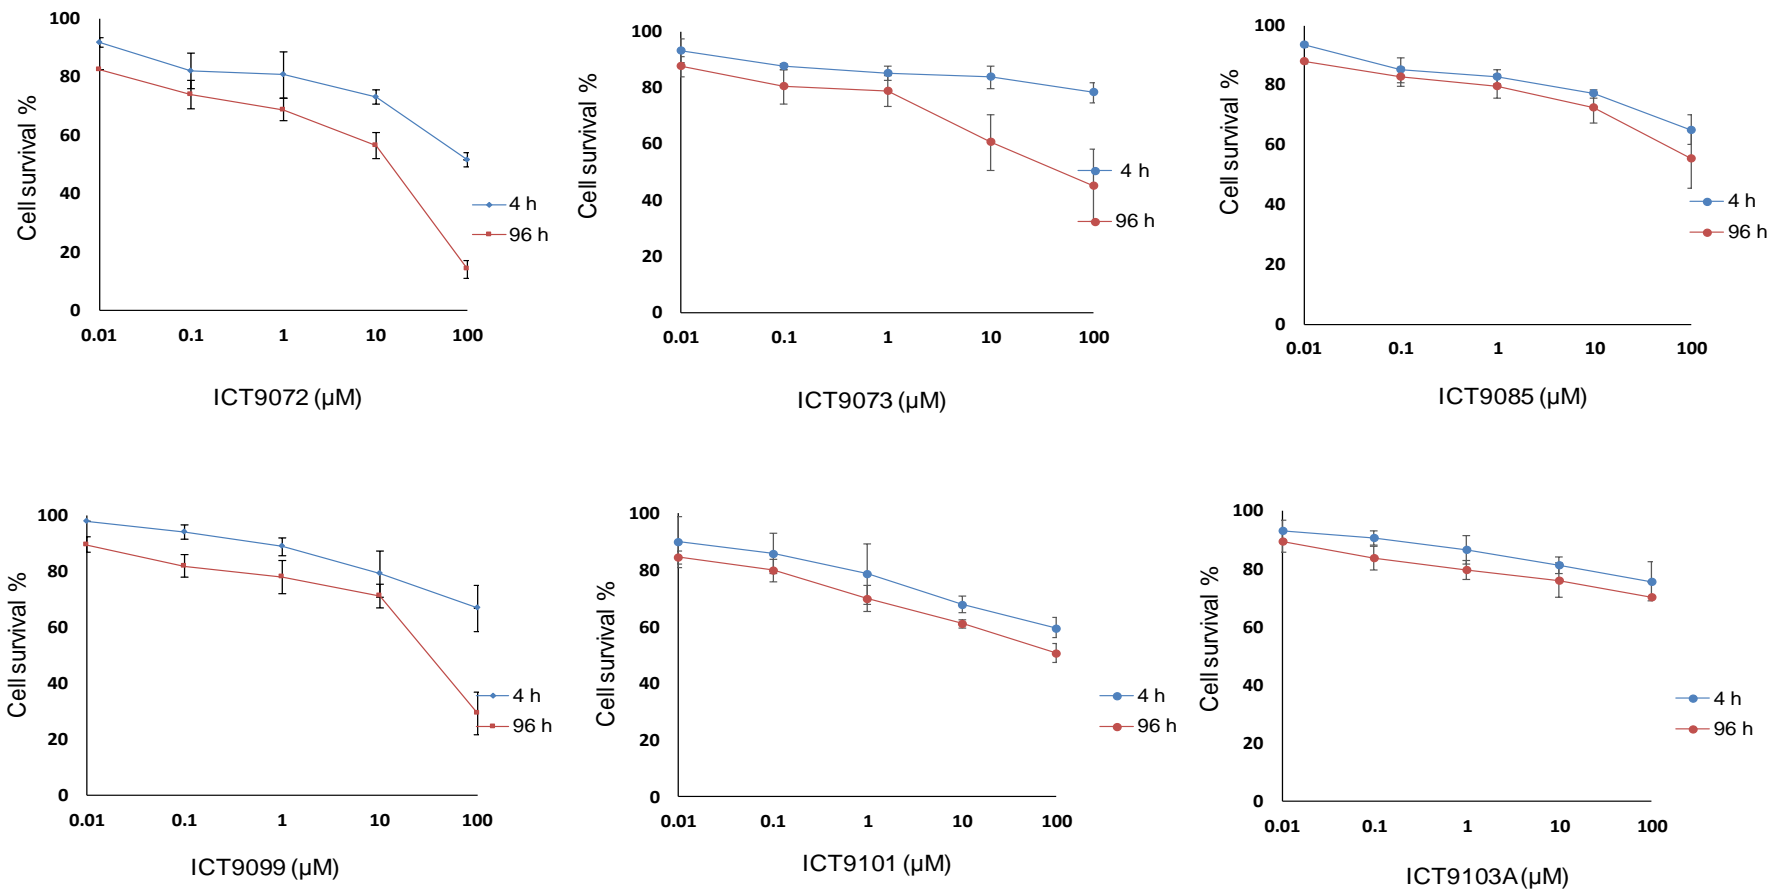 100
80
60
40
20
0
Cell survival %
4 h
96 h
0.01 0.1 1 10 100
ICT9072 (µM)
100
80
60
40
20
0
Cell survival %
4 h
96 h
0.01 0.1 1 10 100
ICT9073 (µM)
100
80
60
40
20
0
Cell survival %
4 h
96 h
0.01 0.1 1 10 100
ICT9085 (µM)
100
80
60
40
20
0
Cell survival %
4 h
96 h
0.01 0.1 1 10 100
ICT9099 (µM)
100
80
60
40
20
0
Cell survival %
4 h
96 h
0.01 0.1 1 10 100
ICT9101 (µM)
100
80
60
40
20
0
Cell survival %
4 h
96 h
0.01 0.1 1 10 100
ICT9103A (µM)